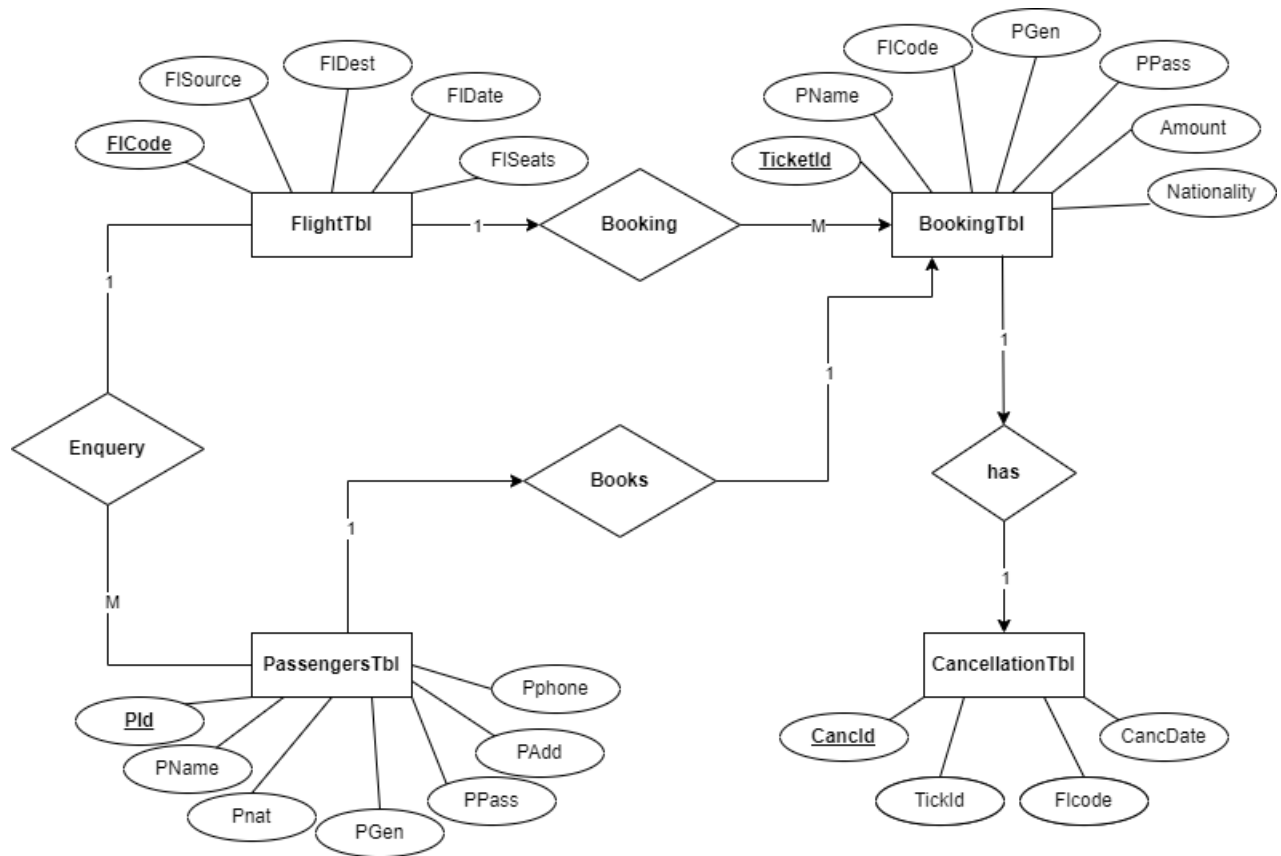 PGen
FlCode
FlDest
PPass
FlSource
FlDate
PName
Amount
FlCode
FlSeats
TicketId
Nationality
FlightTbl
1
Booking
M
BookingTbl
1
1
1
Enquery
Books
has
1
1
M
PassengersTbl
CancellationTbl
Pphone
PId
CancId
CancDate
PAdd
PName
PPass
TickId
Flcode
Pnat
PGen